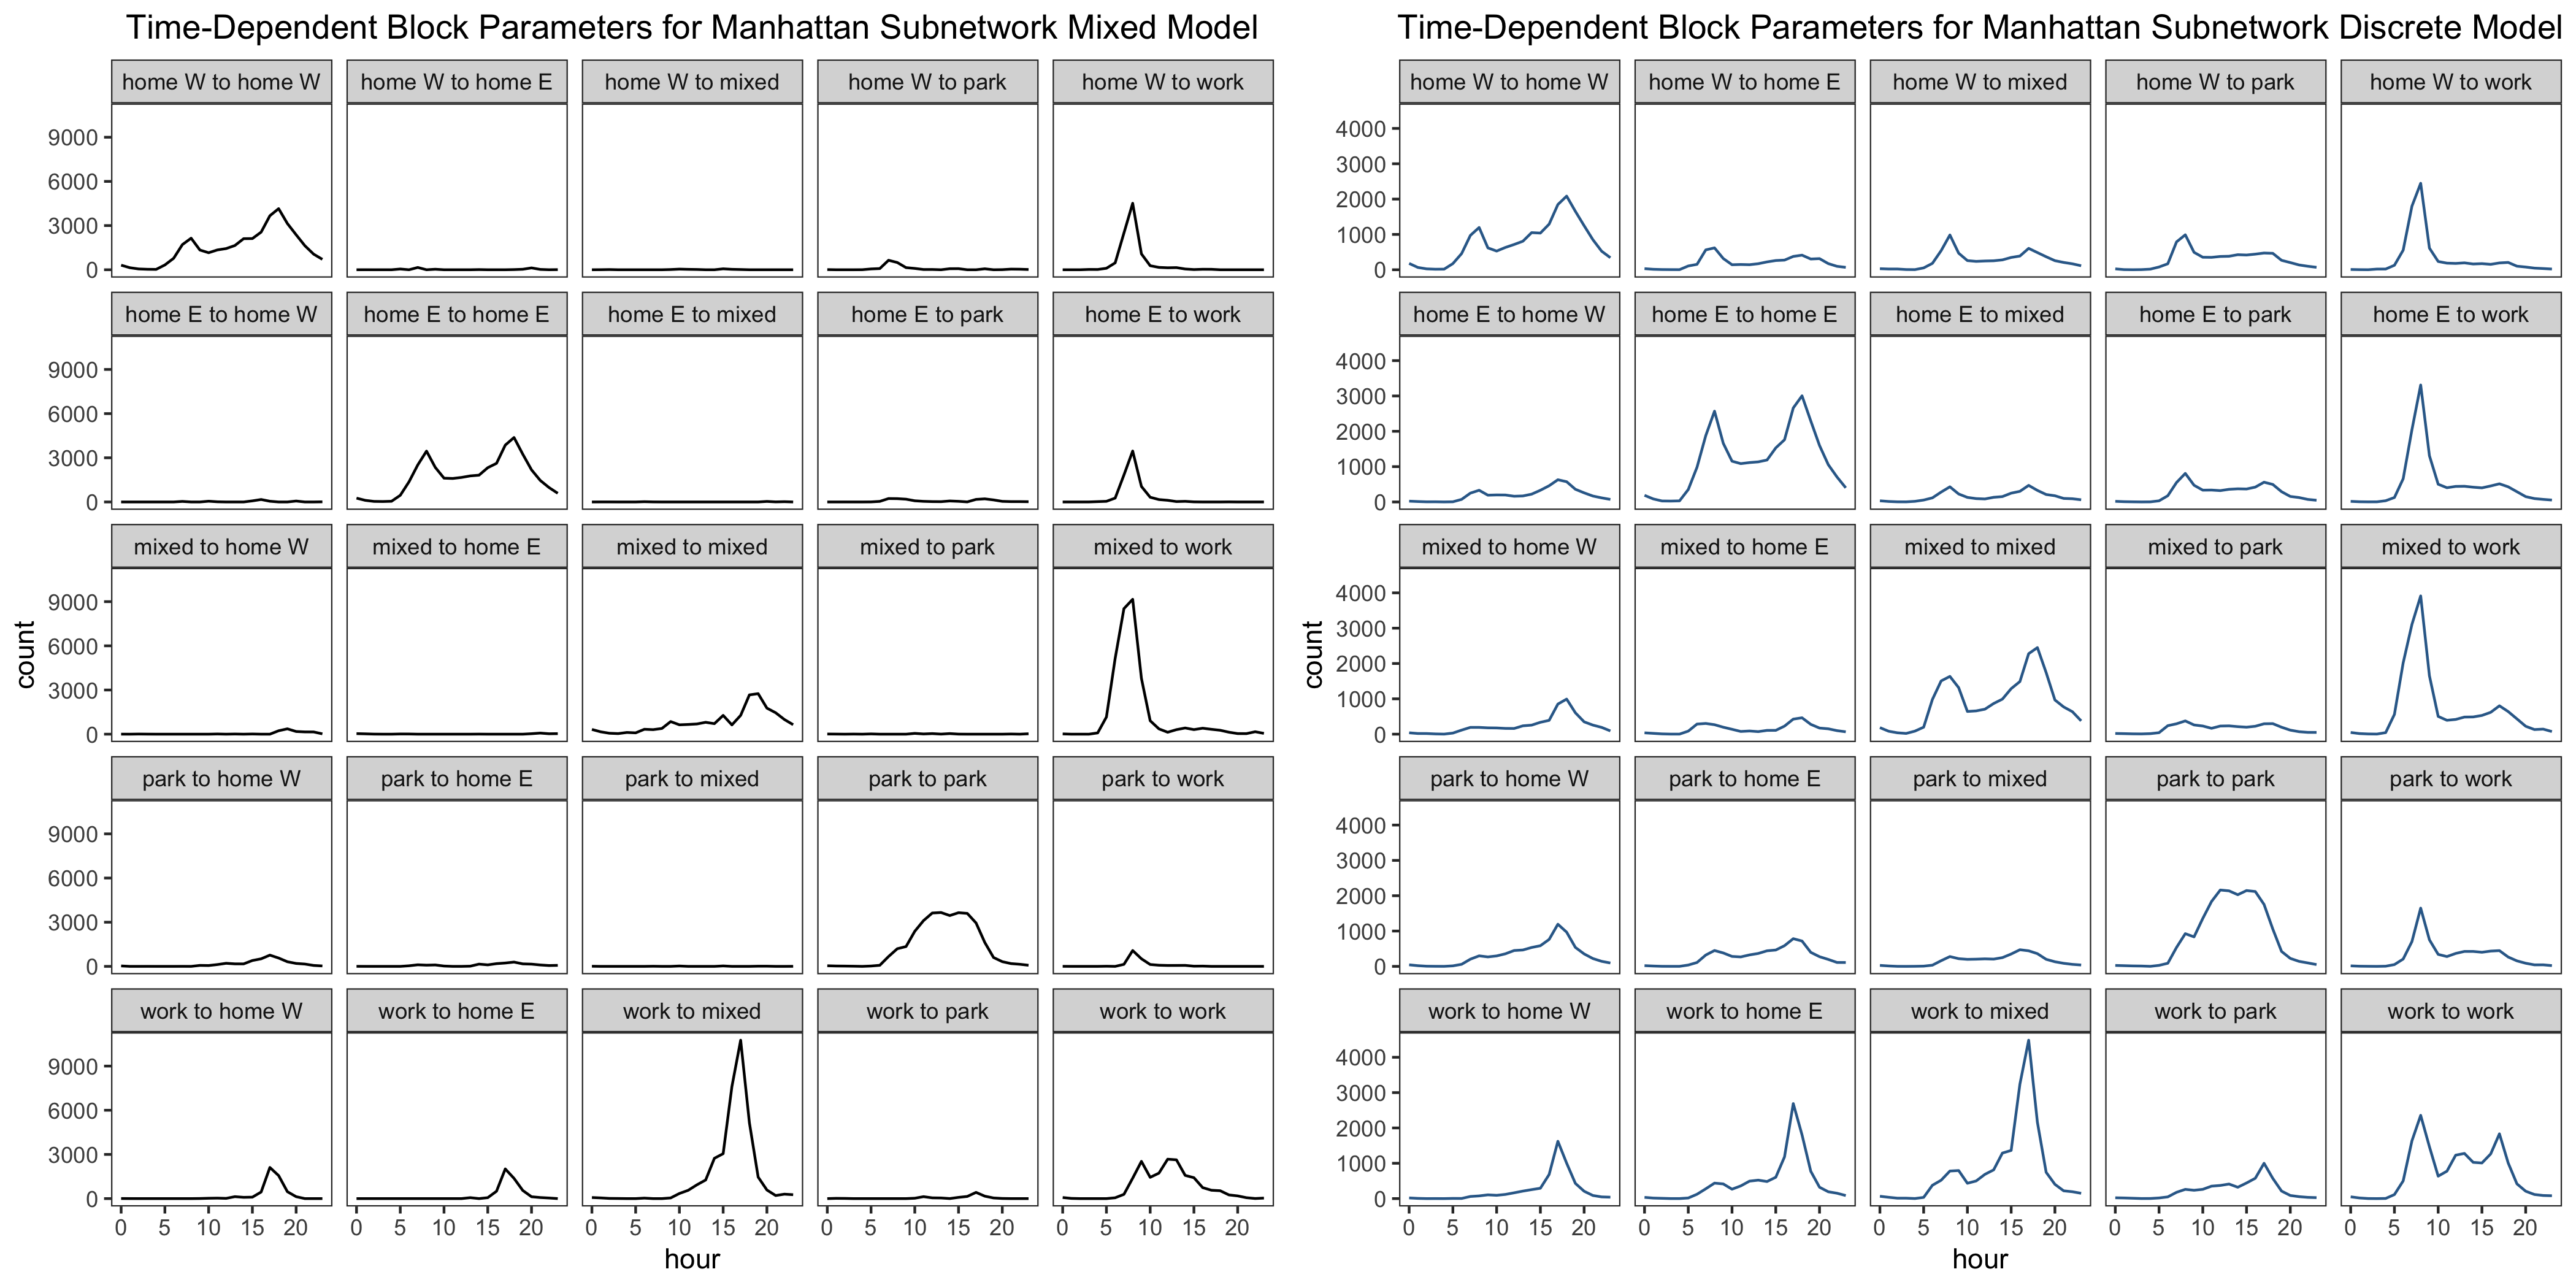 Time-Dependent Block Parameters for Manhattan Subnetwork Mixed Model
home W to home W home W to home E home W to mixed home W to park home W to work
9000
6000
3000
0
home E to home W home E to home E home E to mixed home E to park home E to work
9000
6000
3000
0
mixed to home W mixed to home E mixed to mixed mixed to park mixed to work
9000
6000
3000
0
count
park to home W park to home E park to mixed park to park park to work
9000
6000
3000
0
work to home W work to home E work to mixed work to park work to work
9000
6000
3000
0
0 5 10 15 20 0 5 10 15 20 0 5 10 15 20 0 5 10 15 20 0 5 10 15 20
hour
Time-Dependent Block Parameters for Manhattan Subnetwork Discrete Model
home W to home W home W to home E home W to mixed home W to park home W to work
4000
3000
2000
1000
0
home E to home W home E to home E home E to mixed home E to park home E to work
4000
3000
2000
1000
0
mixed to home W mixed to home E mixed to mixed mixed to park mixed to work
4000
3000
2000
1000
0
count
park to home W park to home E park to mixed park to park park to work
4000
3000
2000
1000
0
work to home W work to home E work to mixed work to park work to work
4000
3000
2000
1000
0
0 5 10 15 20 0 5 10 15 20 0 5 10 15 20 0 5 10 15 20 0 5 10 15 20
hour